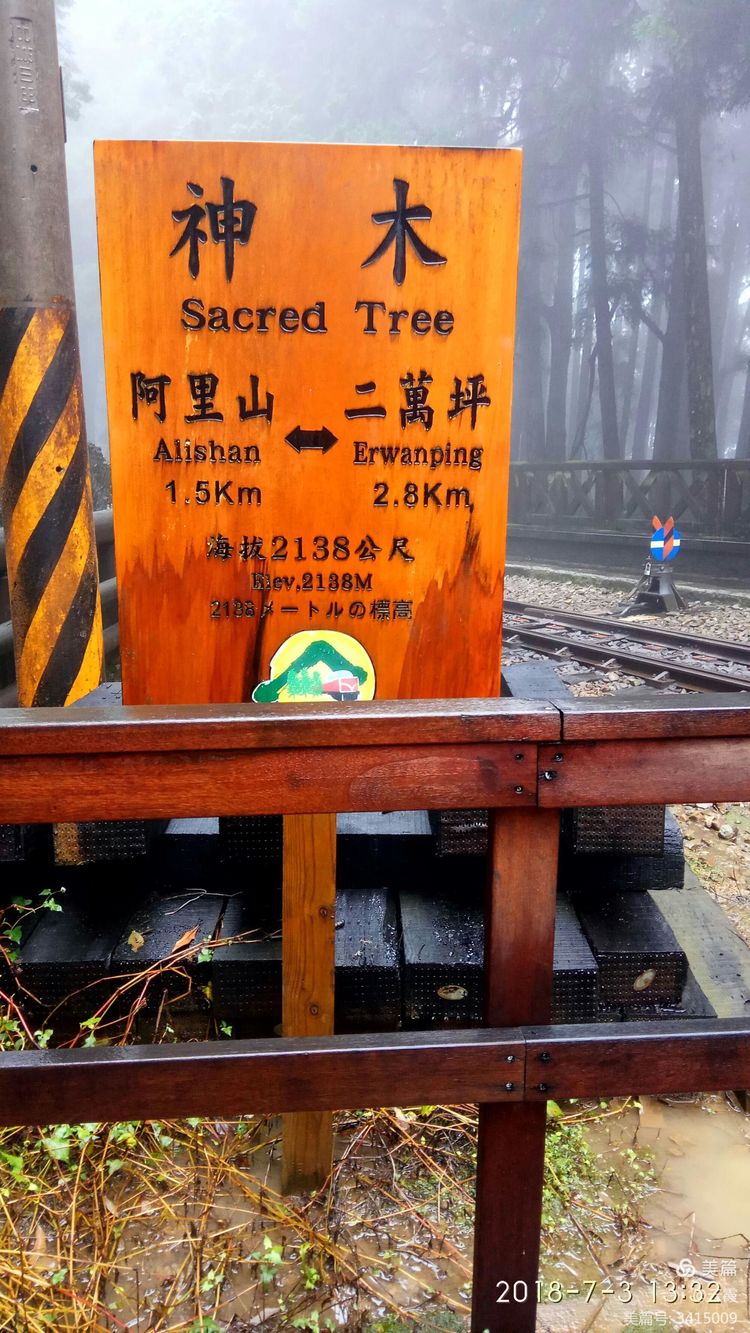 神 木
Sacred Tree
阿里山 二萬坪
Alishan Erwanping
1.5Km 2.8Km
海拔2138公尺
Elev.2138M
2138メートルの標高
美篇
2018-7-3 13:32
美篇号: 3415009